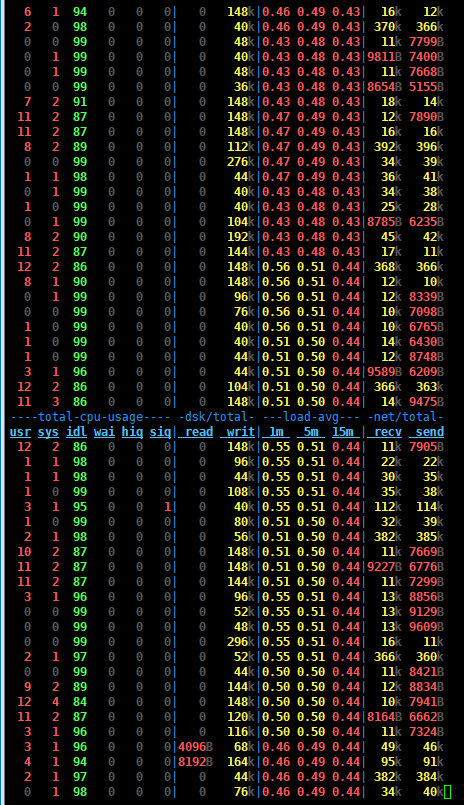 6 1 94 0 0 0| 0 148k|0.46 0.49 0.43| 16k 12k
2 0 98 0 0 0| 0 40k|0.46 0.49 0.43| 370k 366k
0 0 99 0 0 0| 0 48k|0.43 0.48 0.43| 11k 7799B
0 1 99 0 0 0| 0 40k|0.43 0.48 0.43|9811B 7400B
0 1 99 0 0 0| 0 48k|0.43 0.48 0.43| 11k 7668B
0 0 99 0 0 0| 0 36k|0.43 0.48 0.43|8654B 5155B
7 2 91 0 0 0| 0 148k|0.43 0.48 0.43| 18k 14k
11 2 87 0 0 0| 0 148k|0.47 0.49 0.43| 12k 7890B
11 2 87 0 0 0| 0 148k|0.47 0.49 0.43| 16k 16k
8 2 89 0 0 0| 0 112k|0.47 0.49 0.43| 392k 396k
0 0 99 0 0 0| 0 276k|0.47 0.49 0.43| 34k 39k
1 1 98 0 0 0| 0 44k|0.47 0.49 0.43| 36k 41k
0 1 99 0 0 0| 0 40k|0.43 0.48 0.43| 34k 38k
1 0 99 0 0 0| 0 40k|0.43 0.48 0.43| 25k 28k
0 1 99 0 0 0| 0 104k|0.43 0.48 0.43|8785B 6235B
8 2 90 0 0 0| 0 192k|0.43 0.48 0.43| 45k 42k
11 2 87 0 0 0| 0 144k|0.43 0.48 0.43| 17k 11k
12 2 86 0 0 0| 0 148k|0.56 0.51 0.44| 368k 366k
8 1 90 0 0 0| 0 148k|0.56 0.51 0.44| 12k 10k
0 1 99 0 0 0| 0 96k|0.56 0.51 0.44| 12k 8339B
0 0 99 0 0 0| 0 76k|0.56 0.51 0.44| 10k 7098B
1 0 99 0 0 0| 0 40k|0.56 0.51 0.44| 10k 6765B
1 0 99 0 0 0| 0 40k|0.51 0.50 0.44| 14k 6430B
1 0 99 0 0 0| 0 44k|0.51 0.50 0.44| 12k 8748B
3 1 96 0 0 0| 0 44k|0.51 0.50 0.44|9589B 6209B
12 2 86 0 0 0| 0 104k|0.51 0.50 0.44| 366k 363k
11 3 86 0 0 0| 0 148k|0.51 0.50 0.44| 14k 9475B
----total-cpu-usage---- -dsk/total- ---load-avg--- -net/total-
usr sys idl wai hiq siq| read writ| 1m 5m 15m | recv send
12 2 86 0 0 0| 0 148k|0.55 0.51 0.44| 11k 7905B
1 1 98 0 0 0| 0 96k|0.55 0.51 0.44| 22k 22k
1 1 98 0 0 0| 0 44k|0.55 0.51 0.44| 30k 35k
1 0 99 0 0 0| 0 108k|0.55 0.51 0.44| 35k 38k
3 1 95 0 0 1| 0 40k|0.55 0.51 0.44| 112k 114k
1 0 99 0 0 0| 0 80k|0.51 0.50 0.44| 32k 39k
2 1 98 0 0 0| 0 56k|0.51 0.50 0.44| 382k 385k
10 2 87 0 0 0| 0 148k|0.51 0.50 0.44| 11k 7669B
11 2 87 0 0 0| 0 148k|0.51 0.50 0.44|9227B 6776B
11 2 87 0 0 0| 0 144k|0.51 0.50 0.44| 11k 7299B
3 1 96 0 0 0| 0 96k|0.55 0.51 0.44| 13k 8856B
0 0 99 0 0 0| 0 52k|0.55 0.51 0.44| 13k 9129B
0 0 99 0 0 0| 0 48k|0.55 0.51 0.44| 13k 9609B
0 0 99 0 0 0| 0 296k|0.55 0.51 0.44| 16k 11k
2 1 97 0 0 0| 0 52k|0.55 0.51 0.44| 366k 360k
0 0 99 0 0 0| 0 44k|0.50 0.50 0.44| 11k 8421B
9 2 89 0 0 0| 0 144k|0.50 0.50 0.44| 12k 8834B
12 4 84 0 0 0| 0 148k|0.50 0.50 0.44| 10k 7941B
11 2 87 0 0 0| 0 120k|0.50 0.50 0.44|8164B 6662B
3 1 96 0 0 0| 0 116k|0.50 0.50 0.44| 11k 7324B
3 1 96 0 0 0|4096B 68k|0.46 0.50 0.44| 49k 46k
4 1 94 0 0 0|8192B 164k|0.46 0.50 0.44| 95k 91k
2 1 97 0 0 0| 0 44k|0.46 0.50 0.44| 382k 384k
1 1 98 0 0 0| 0 76k|0.46 0.50 0.44| 34k 40k